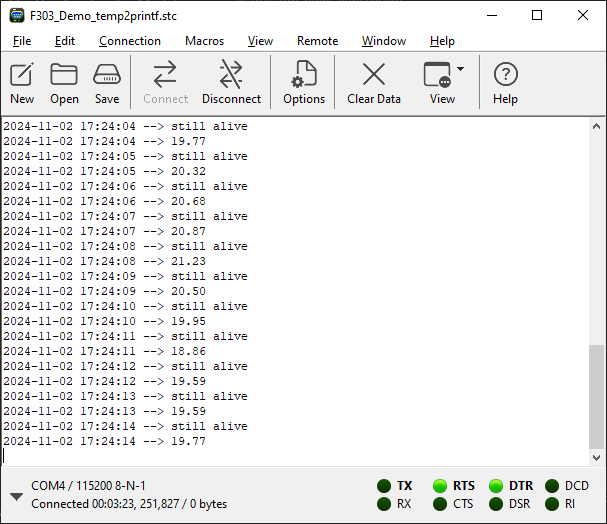 F303_Demo_temp2printf.stc
File Edit Connection Macros View Remote Window Help
New Open Save Connect Disconnect Options Clear Data View Help
2024-11-02 17:24:04 --> still alive
2024-11-02 17:24:04 --> 19.77
2024-11-02 17:24:05 --> still alive
2024-11-02 17:24:05 --> 20.32
2024-11-02 17:24:06 --> still alive
2024-11-02 17:24:06 --> 20.68
2024-11-02 17:24:07 --> still alive
2024-11-02 17:24:07 --> 20.87
2024-11-02 17:24:08 --> still alive
2024-11-02 17:24:08 --> 21.23
2024-11-02 17:24:09 --> still alive
2024-11-02 17:24:09 --> 20.50
2024-11-02 17:24:10 --> still alive
2024-11-02 17:24:10 --> 19.95
2024-11-02 17:24:11 --> still alive
2024-11-02 17:24:11 --> 18.86
2024-11-02 17:24:12 --> still alive
2024-11-02 17:24:12 --> 19.59
2024-11-02 17:24:13 --> still alive
2024-11-02 17:24:13 --> 19.59
2024-11-02 17:24:14 --> still alive
2024-11-02 17:24:14 --> 19.77
COM4 / 115200 8-N-1 TX RTS DTR DCD
Connected 00:03:23, 251,827 / 0 bytes RX CTS DSR RI